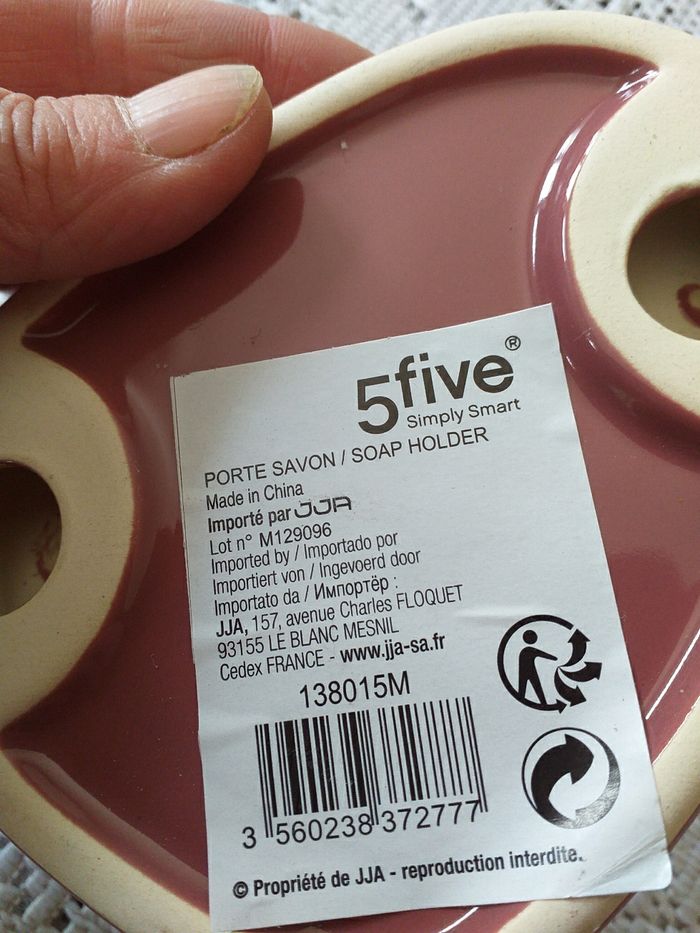 5five®
Simply Smart
PORTE SAVON / SOAP HOLDER
Made in China
Importé par JJA
Lot n° M129096
Imported by / Importado por
Importiert von / Ingevoerd door
Importato da / Импортёр :
JJA, 157, avenue Charles FLOQUET
93155 LE BLANC MESNIL
Cedex FRANCE - www.jja-sa.fr
138015M
3 560238 372777
© Propriété de JJA - reproduction interdite.